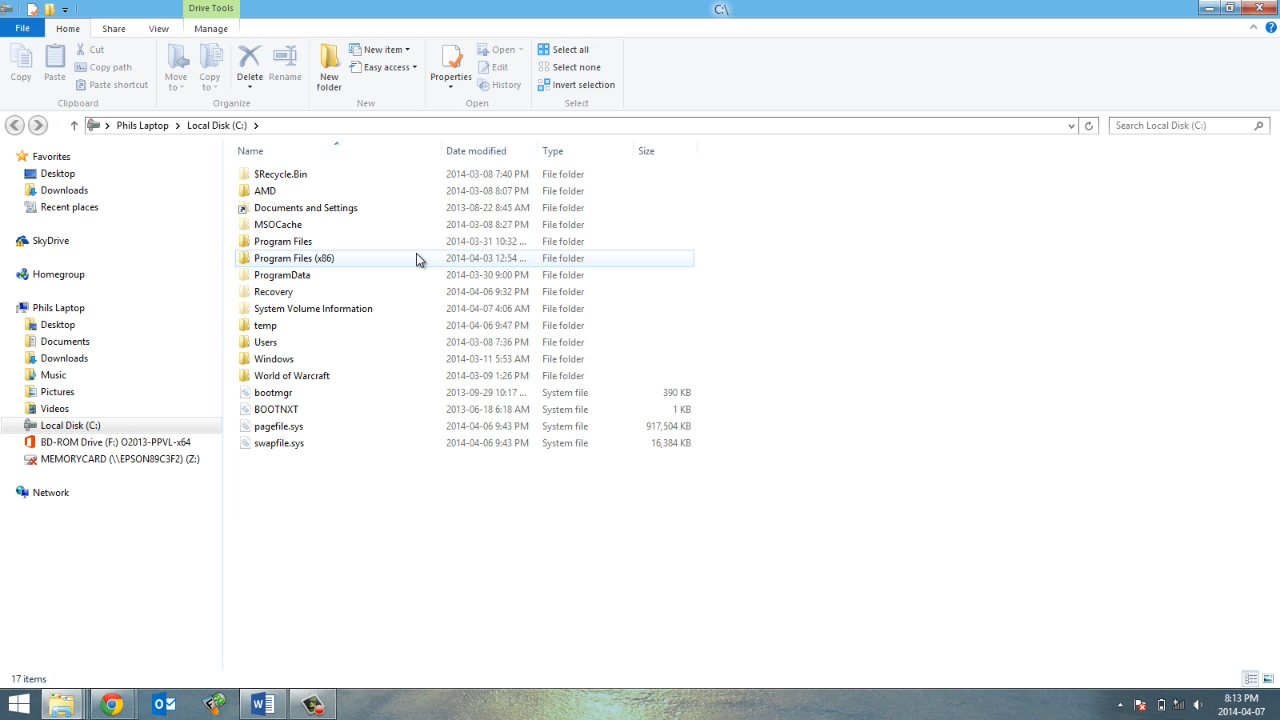 Drive Tools
C:\
File Home Share View Manage
Copy
Paste
Cut
Copy path
Paste shortcut
Clipboard
Move to
Copy to
Delete
Rename
Organize
New folder
New item
Easy access
New
Properties
Open
Edit
History
Open
Select all
Select none
Invert selection
Select
Phils Laptop Local Disk (C:)
Search Local Disk (C:)
Favorites
Desktop
Downloads
Recent places
SkyDrive
Homegroup
Phils Laptop
Desktop
Documents
Downloads
Music
Pictures
Videos
Local Disk (C:)
BD-ROM Drive (F:) O2013-PPVL-x64
MEMORYCARD (\\EPSON89C3F2) (Z:)
Network
Name Date modified Type Size
$Recycle.Bin 2014-03-08 7:40 PM File folder
AMD 2014-03-08 8:07 PM File folder
Documents and Settings 2013-08-22 8:45 AM File folder
MSOCache 2014-03-08 8:27 PM File folder
Program Files 2014-03-31 10:32 ... File folder
Program Files (x86) 2014-04-03 12:54 ... File folder
ProgramData 2014-03-30 9:00 PM File folder
Recovery 2014-04-06 9:32 PM File folder
System Volume Information 2014-04-07 4:06 AM File folder
temp 2014-04-06 9:47 PM File folder
Users 2014-03-08 7:36 PM File folder
Windows 2014-03-11 5:53 AM File folder
World of Warcraft 2014-03-09 1:26 PM File folder
bootmgr 2013-09-29 10:17 ... System file 390 KB
BOOTNXT 2013-06-18 6:18 AM System file 1 KB
pagefile.sys 2014-04-06 9:43 PM System file 917,504 KB
swapfile.sys 2014-04-06 9:43 PM System file 16,384 KB
17 items
8:13 PM
2014-04-07